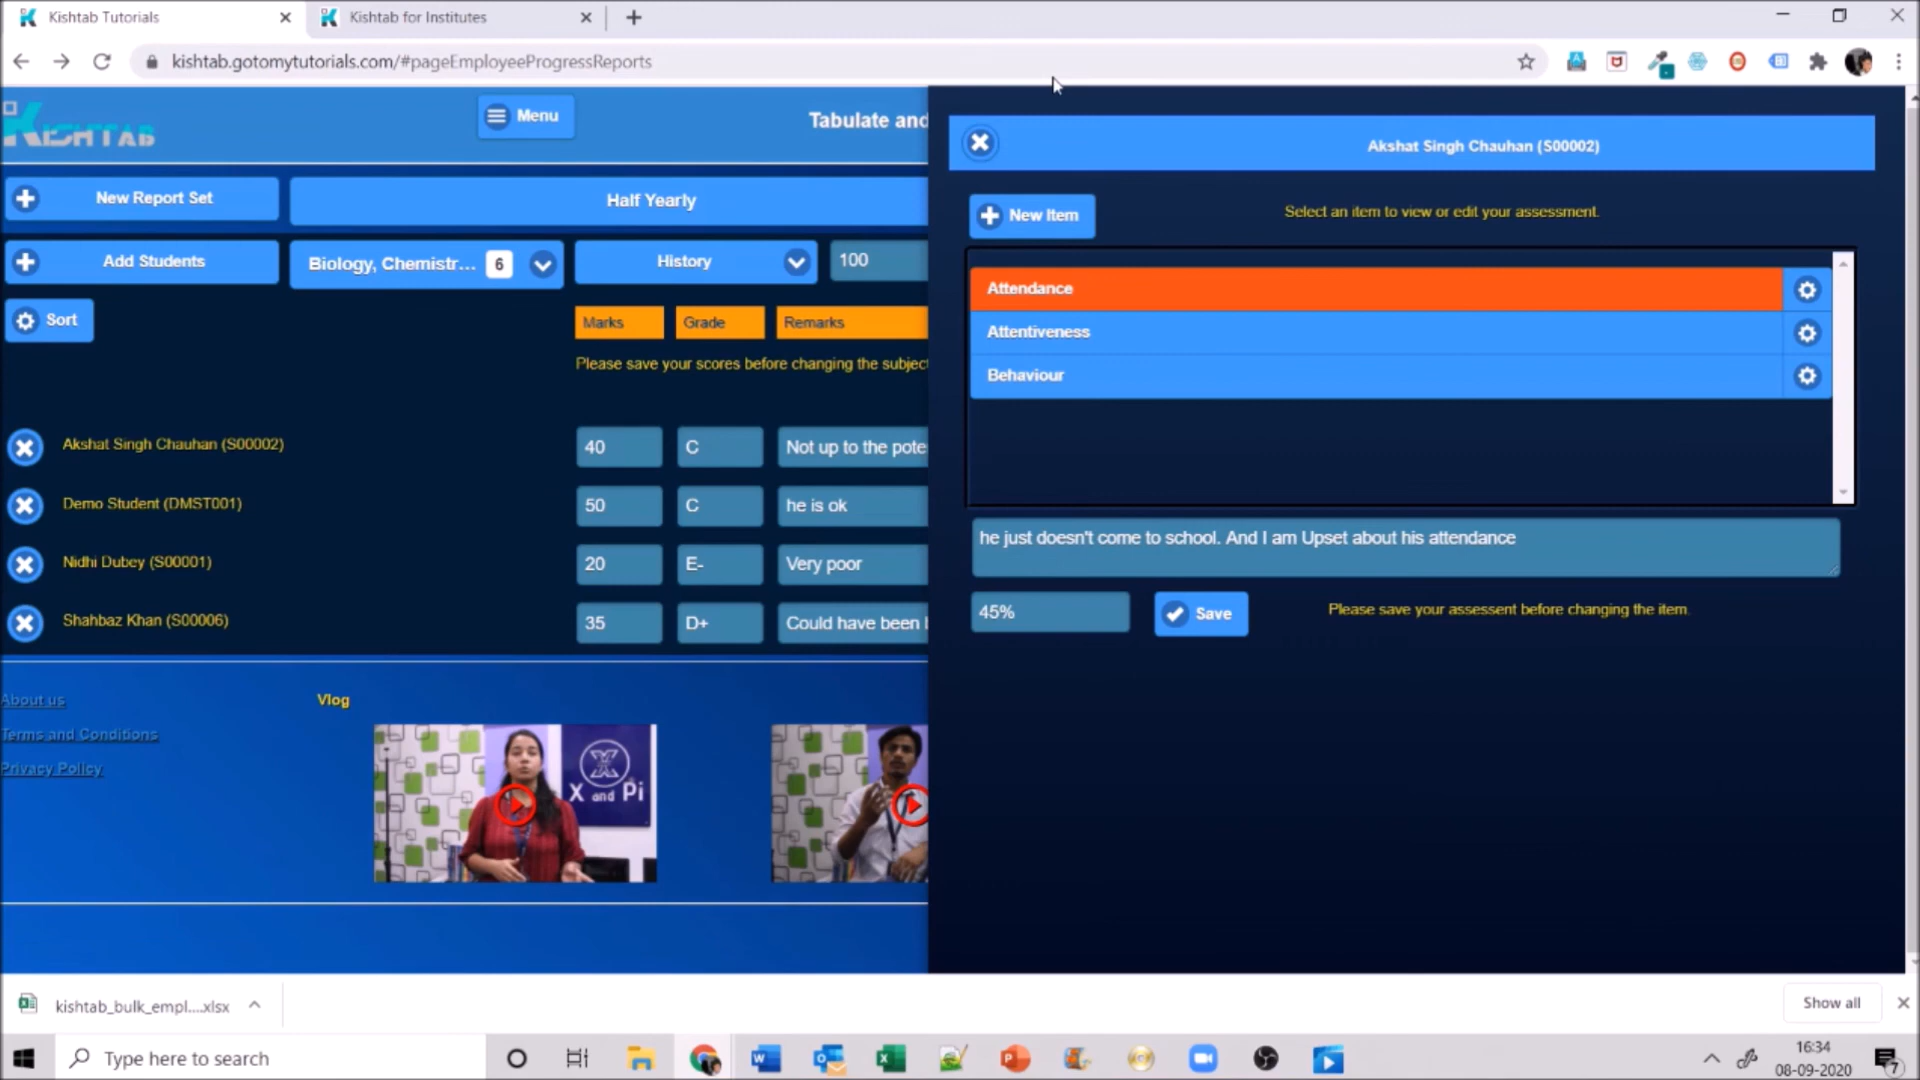 Kishtab Tutorials
Kishtab for Institutes
kishtab.gotomytutorials.com/#pageEmployeeProgressReports
KISHTAB
Menu
Tabulate and
Akshat Singh Chauhan (S00002)
New Report Set
Half Yearly
New Item
Select an item to view or edit your assessment.
Add Students
Biology, Chemistr... 6
History
100
Attendance
Sort
Marks
Grade
Remarks
Attentiveness
Please save your scores before changing the subject
Behaviour
Akshat Singh Chauhan (S00002)
40
C
Not up to the pote
Demo Student (DMST001)
50
C
he is ok
he just doesn't come to school. And I am Upset about his attendance
Nidhi Dubey (S00001)
20
E-
Very poor
45%
Save
Please save your assessent before changing the item.
Shahbaz Khan (S00006)
35
D+
Could have been
About us
Vlog
Terms and Conditions
Privacy Policy
X and Pi
kishtab_bulk_empl....xlsx
Show all
Type here to search
16:34
08-09-2020
7